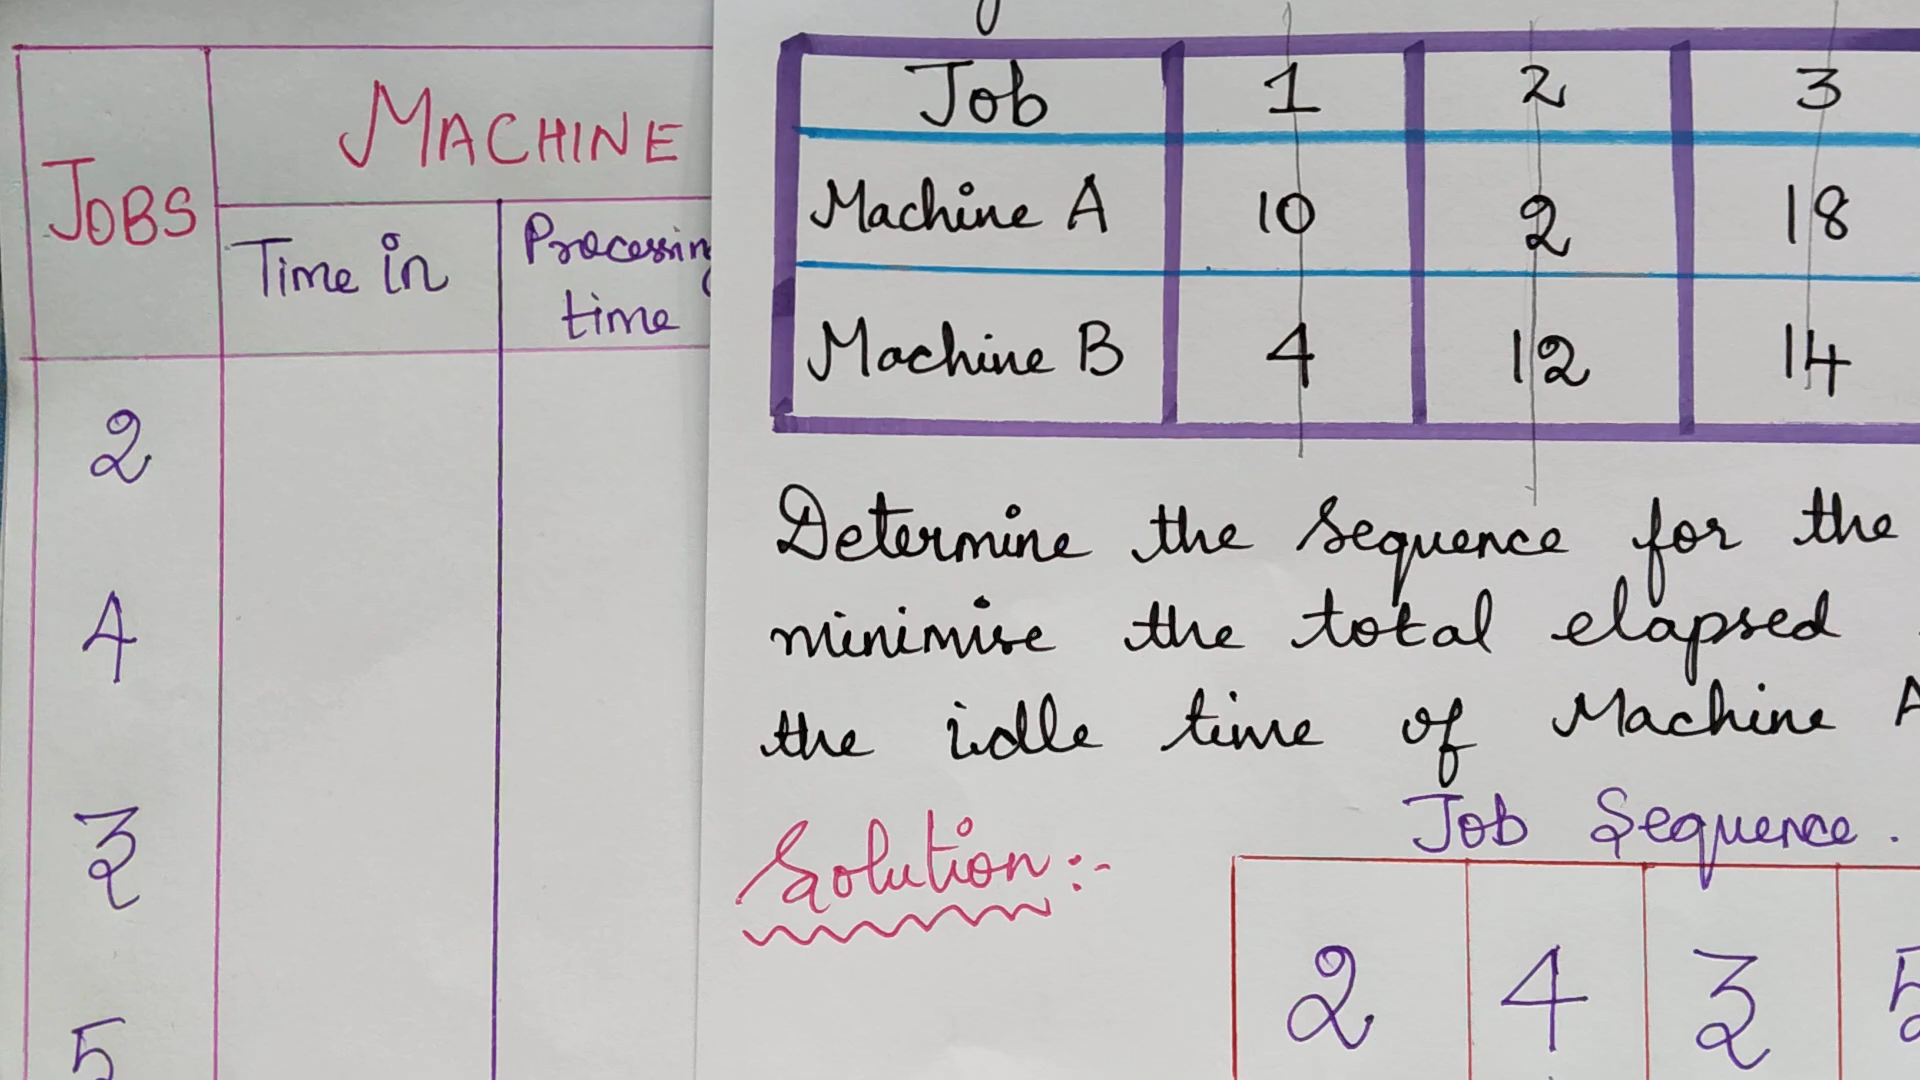 JOBS
MACHINE
Time in
Processing
time
2
4
3
5
Job 1 2 3
Machine A 10 2 18
Machine B 4 12 14
Determine the sequence for the
minimise the total elapsed
the idle time of Machine A
Solution:-
Job Sequence.
2 4 3 5